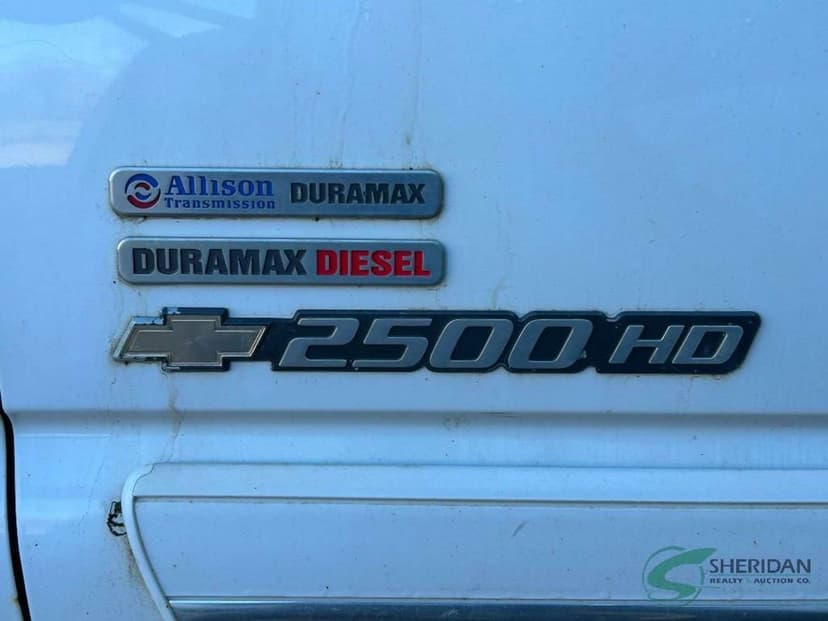 Allison
Transmission
DURAMAX
DURAMAX DIESEL
2500 HD
SHERIDAN
REALTY & AUCTION CO.